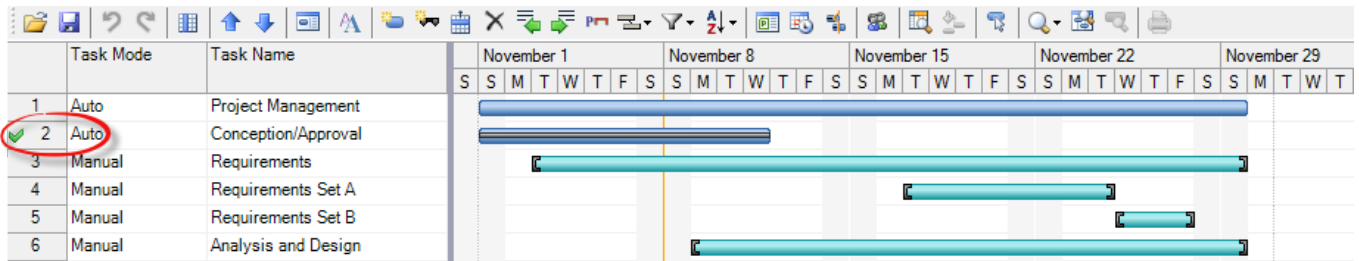 Task Mode Task Name November 1 November 8 November 15 November 22 November 29
S S M T W T F S S M T W T F S S M T W T F S S M T W T F S S M T W T
1 Auto Project Management
2 Auto Conception/Approval
3 Manual Requirements
4 Manual Requirements Set A
5 Manual Requirements Set B
6 Manual Analysis and Design